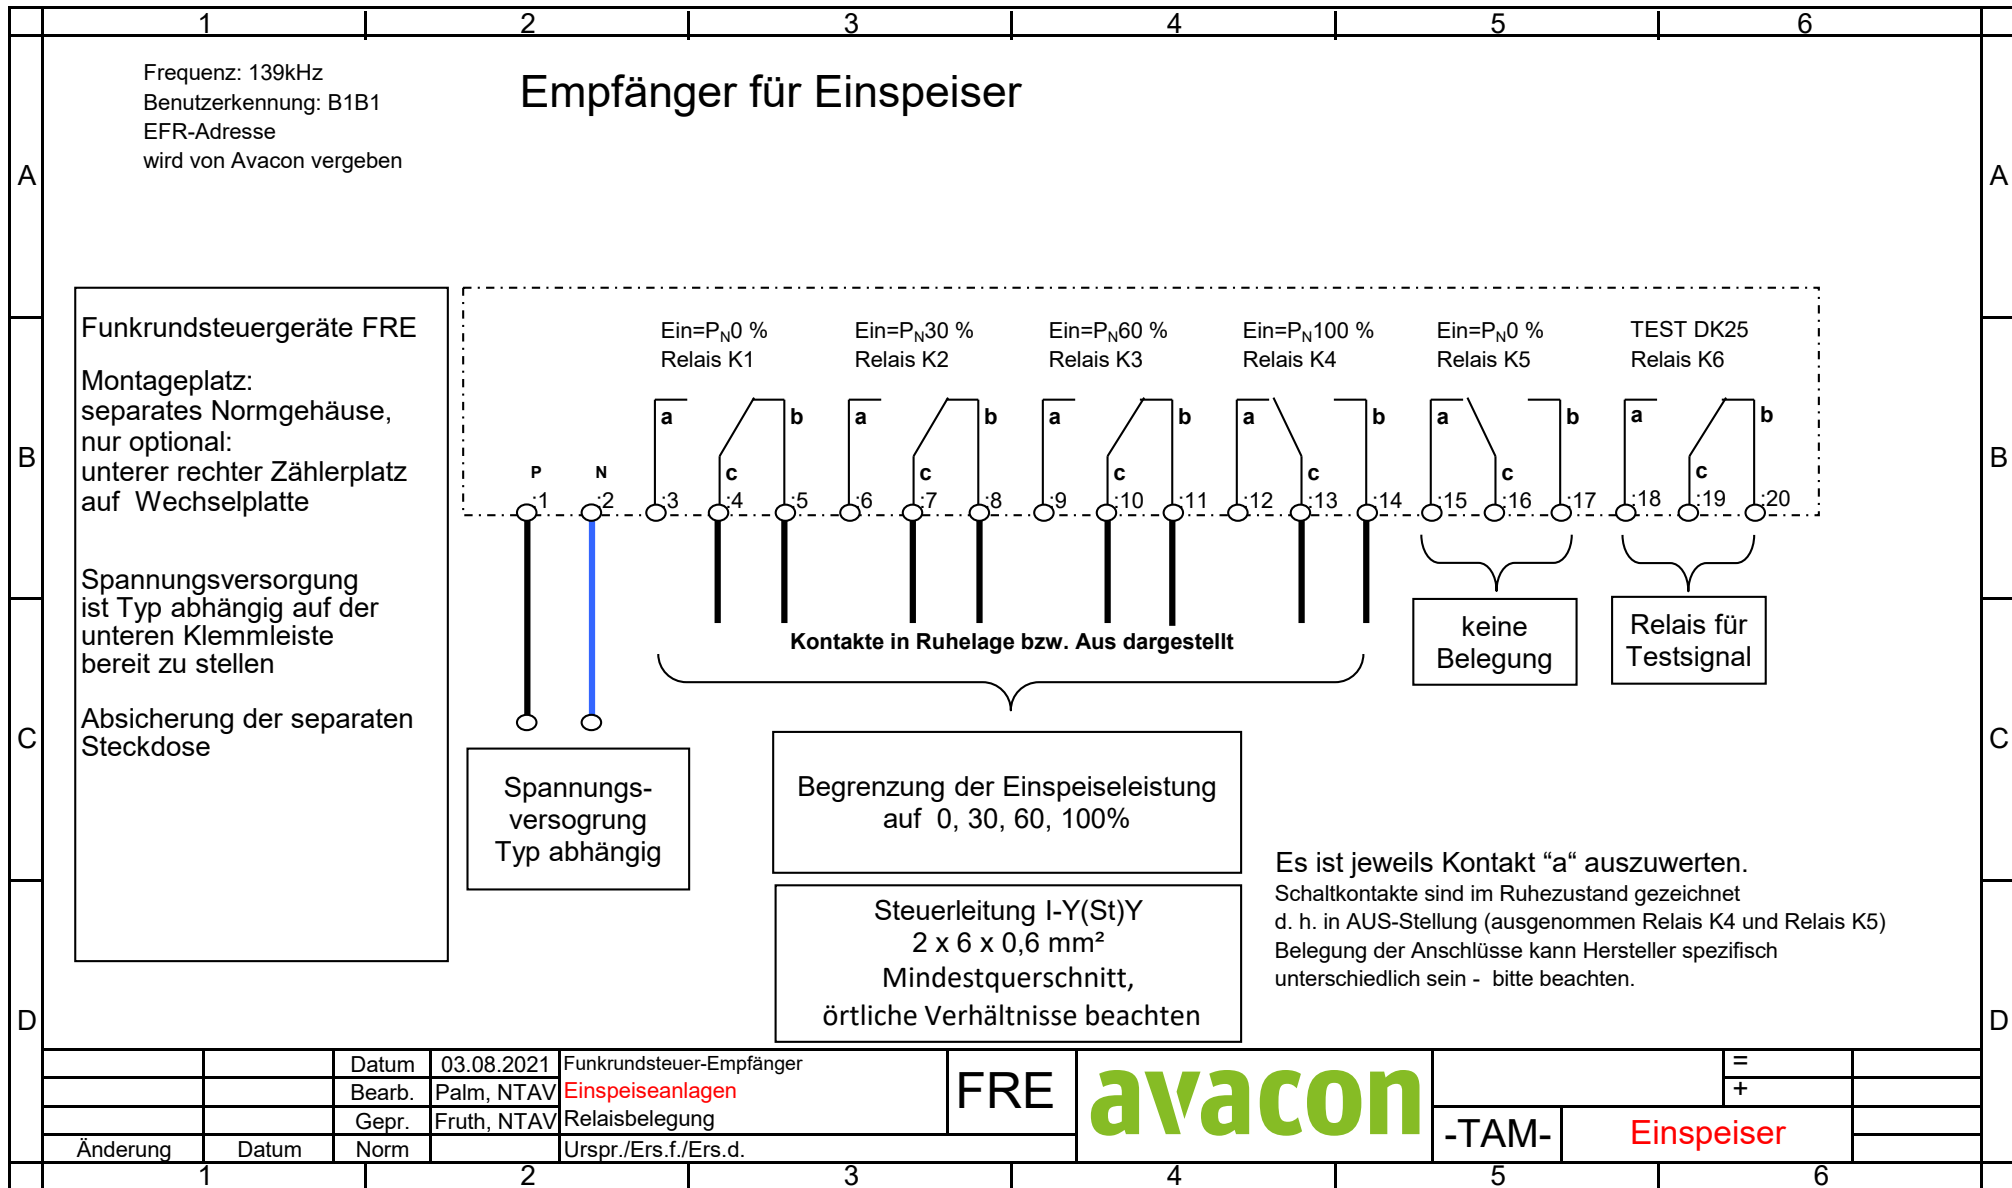 1 2 3 4 5 6
Frequenz: 139kHz
Benutzerkennung: B1B1
EFR-Adresse
wird von Avacon vergeben
Empfänger für Einspeiser
A A
Funkrundsteuergeräte FRE
Montageplatz:
separates Normgehäuse,
nur optional:
unterer rechter Zählerplatz
auf Wechselplatte
Spannungsversorgung
ist Typ abhängig auf der
unteren Klemmleiste
bereit zu stellen
Absicherung der separaten
Steckdose
Ein=PN0 %
Relais K1
Ein=PN30 %
Relais K2
Ein=PN60 %
Relais K3
Ein=PN100 %
Relais K4
Ein=PN0 %
Relais K5
TEST DK25
Relais K6
a b a b a b a b a b a b
B B
P N c c c c c c
:1 :2 :3 :4 :5 :6 :7 :8 :9 :10 :11 :12 :13 :14 :15 :16 :17 :18 :19 :20
Kontakte in Ruhelage bzw. Aus dargestellt
keine
Belegung
Relais für
Testsignal
C C
Spannungs-
versogrung
Typ abhängig
Begrenzung der Einspeiseleistung
auf 0, 30, 60, 100%
Steuerleitung I-Y(St)Y
2 x 6 x 0,6 mm²
Mindestquerschnitt,
örtliche Verhältnisse beachten
Es ist jeweils Kontakt “a“ auszuwerten.
Schaltkontakte sind im Ruhezustand gezeichnet
d. h. in AUS-Stellung (ausgenommen Relais K4 und Relais K5)
Belegung der Anschlüsse kann Hersteller spezifisch
unterschiedlich sein - bitte beachten.
D D
Datum 03.08.2021 Funkrundsteuer-Empfänger
Bearb. Palm, NTAV Einspeiseanlagen
Gepr. Fruth, NTAV Relaisbelegung
Änderung Datum Norm Urspr./Ers.f./Ers.d.
FRE
avacon
=
+
-TAM- Einspeiser
1 2 3 4 5 6